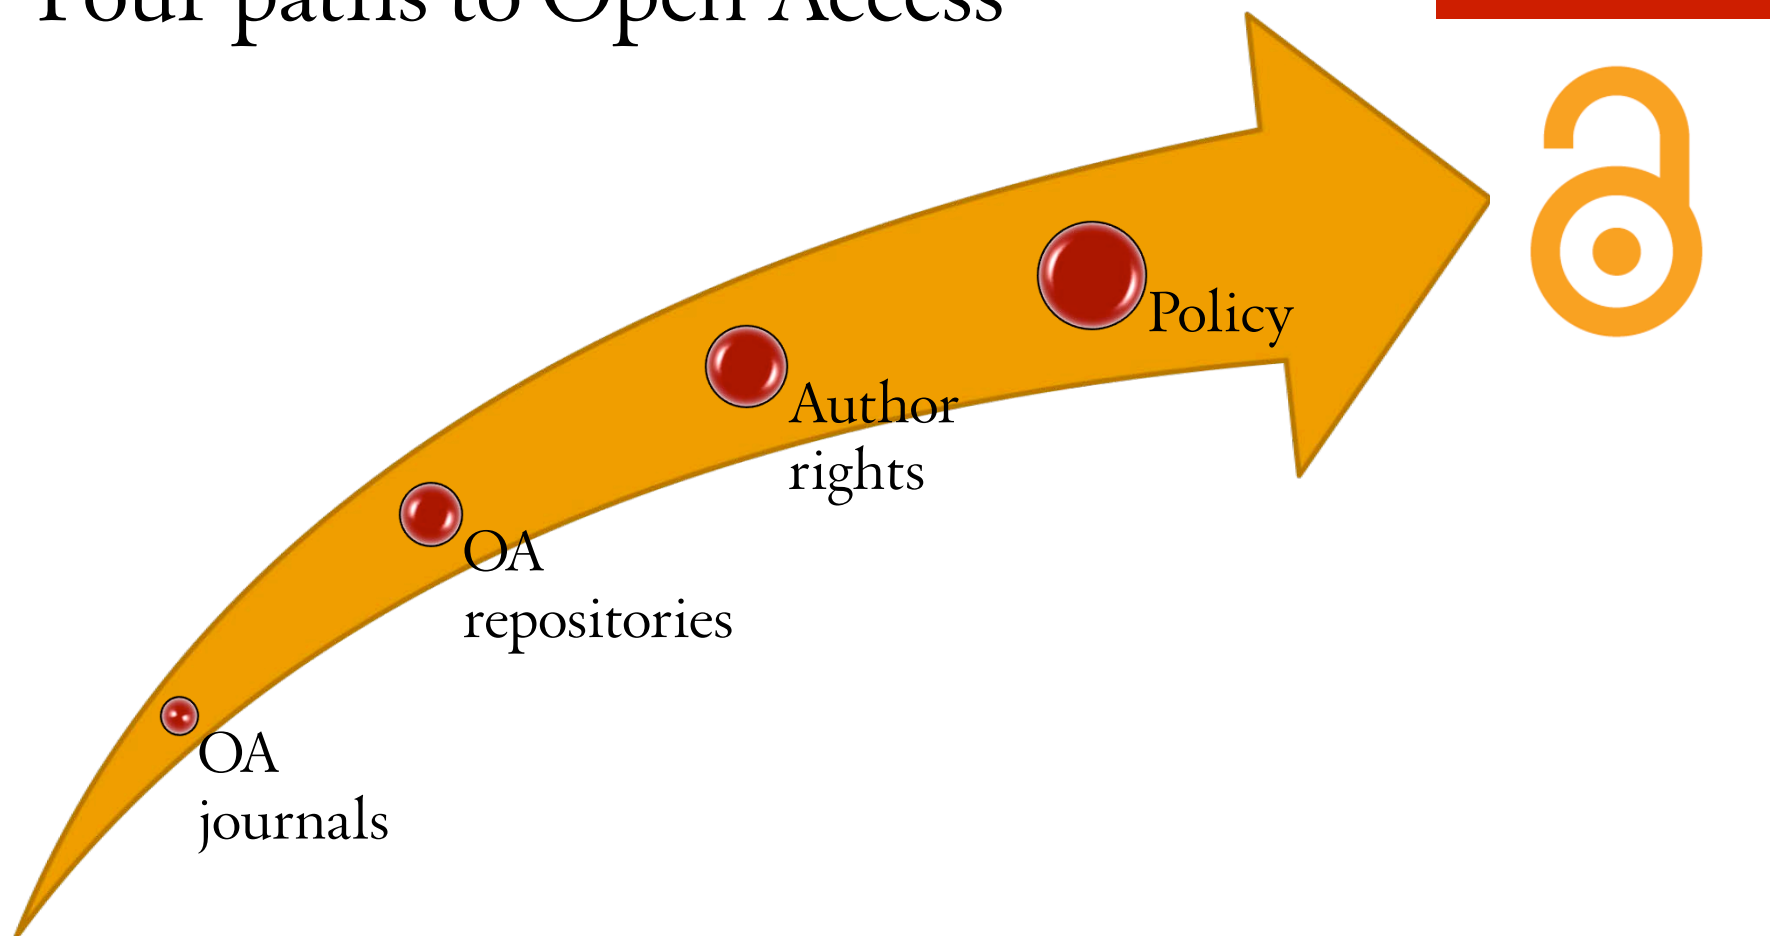 Four paths to Open Access
Policy
Author
rights
OA
repositories
OA
journals